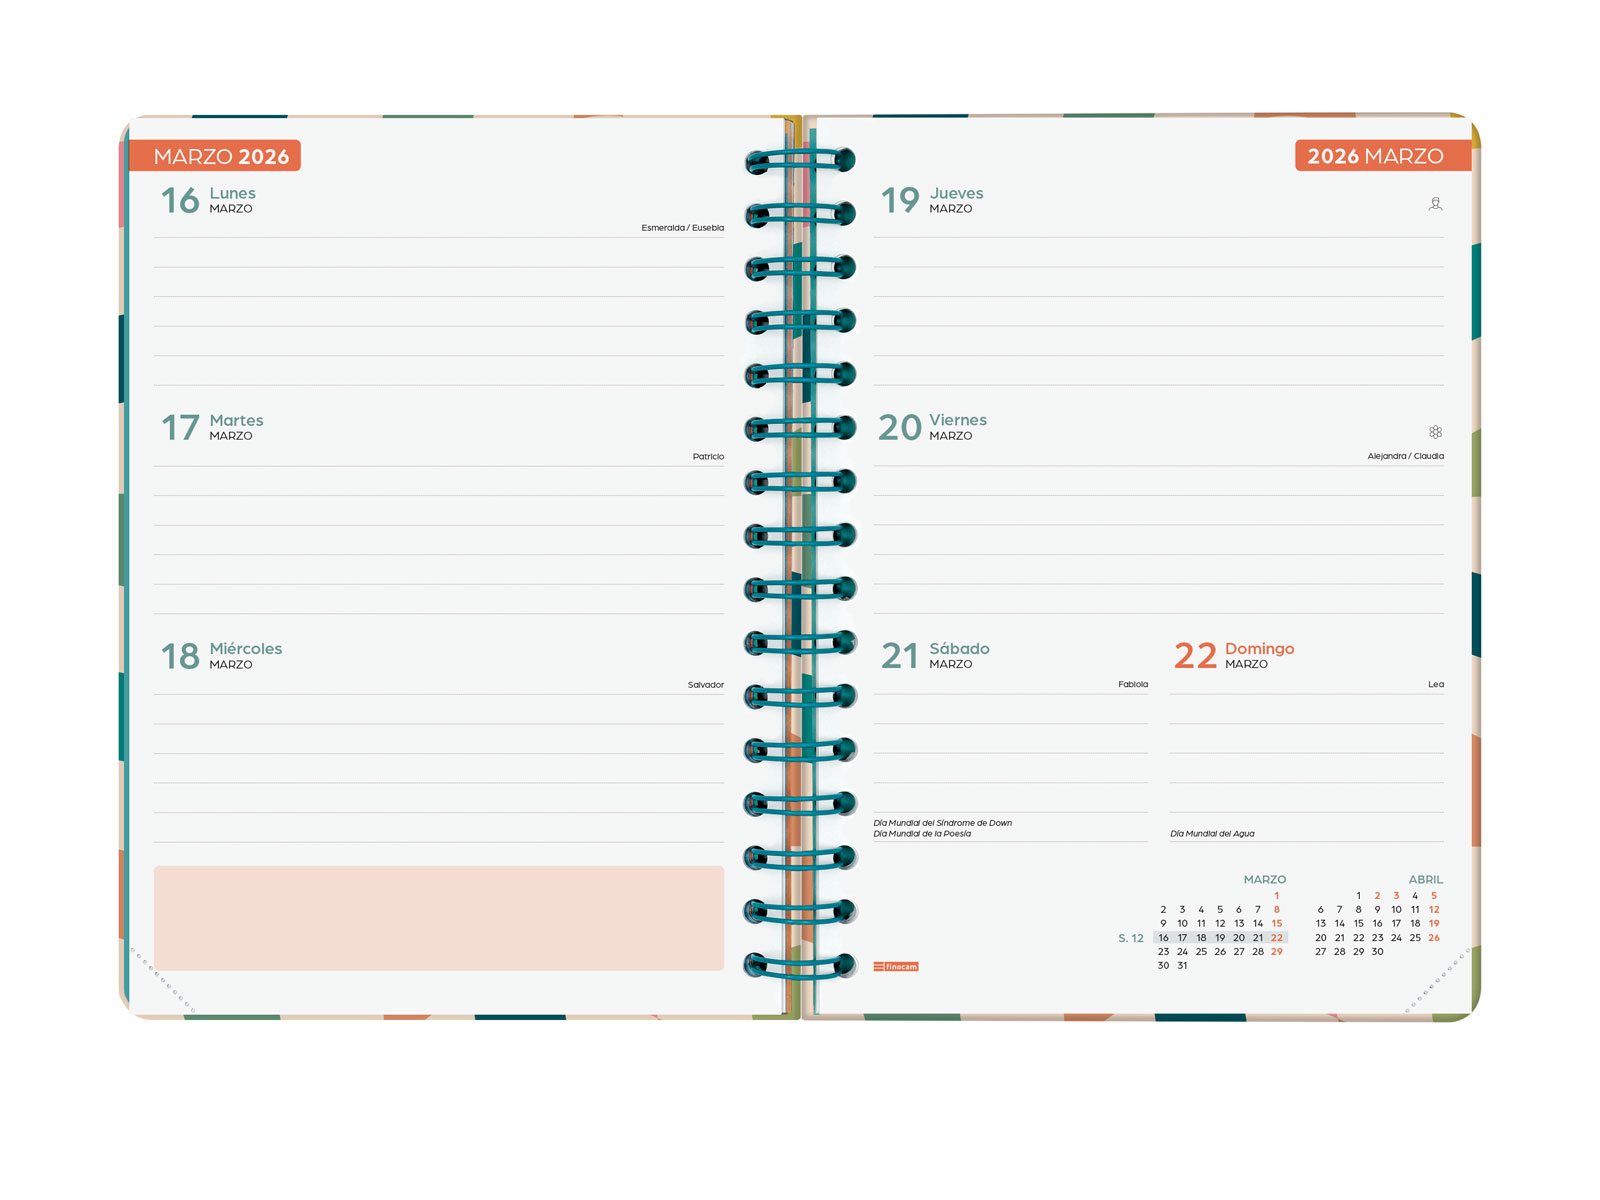 MARZO 2026
16 Lunes
MARZO
Esmeralda / Eusebia
17 Martes
MARZO
Patricio
18 Miércoles
MARZO
Salvador
2026 MARZO
19 Jueves
MARZO
20 Viernes
MARZO
Alejandra / Claudia
21 Sábado
MARZO
Fabiola
Día Mundial del Síndrome de Down
Día Mundial de la Poesía
22 Domingo
MARZO
Lea
Día Mundial del Agua
finocam
MARZO
1
2 3 4 5 6 7 8
9 10 11 12 13 14 15
S. 12 16 17 18 19 20 21 22
23 24 25 26 27 28 29
30 31
ABRIL
1 2 3 4 5
6 7 8 9 10 11 12
13 14 15 16 17 18 19
20 21 22 23 24 25 26
27 28 29 30